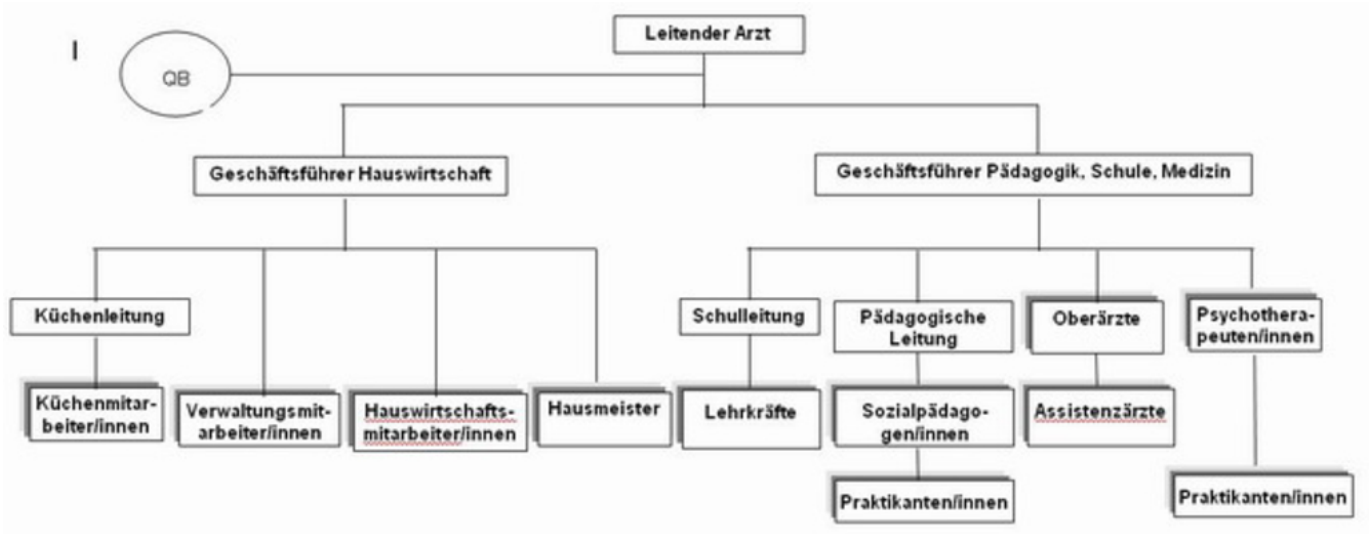 Leitender Arzt
I
QB
Geschäftsführer Hauswirtschaft
Geschäftsführer Pädagogik, Schule, Medizin
Küchenleitung
Schulleitung
Pädagogische
Leitung
Oberärzte
Psychothera-
peuten/innen
Küchenmitar-
beiter/innen
Verwaltungsmit-
arbeiter/innen
Hauswirtschafts-
mitarbeiter/innen
Hausmeister
Lehrkräfte
Sozialpädago-
gen/innen
Assistenzärzte
Praktikanten/innen
Praktikanten/innen